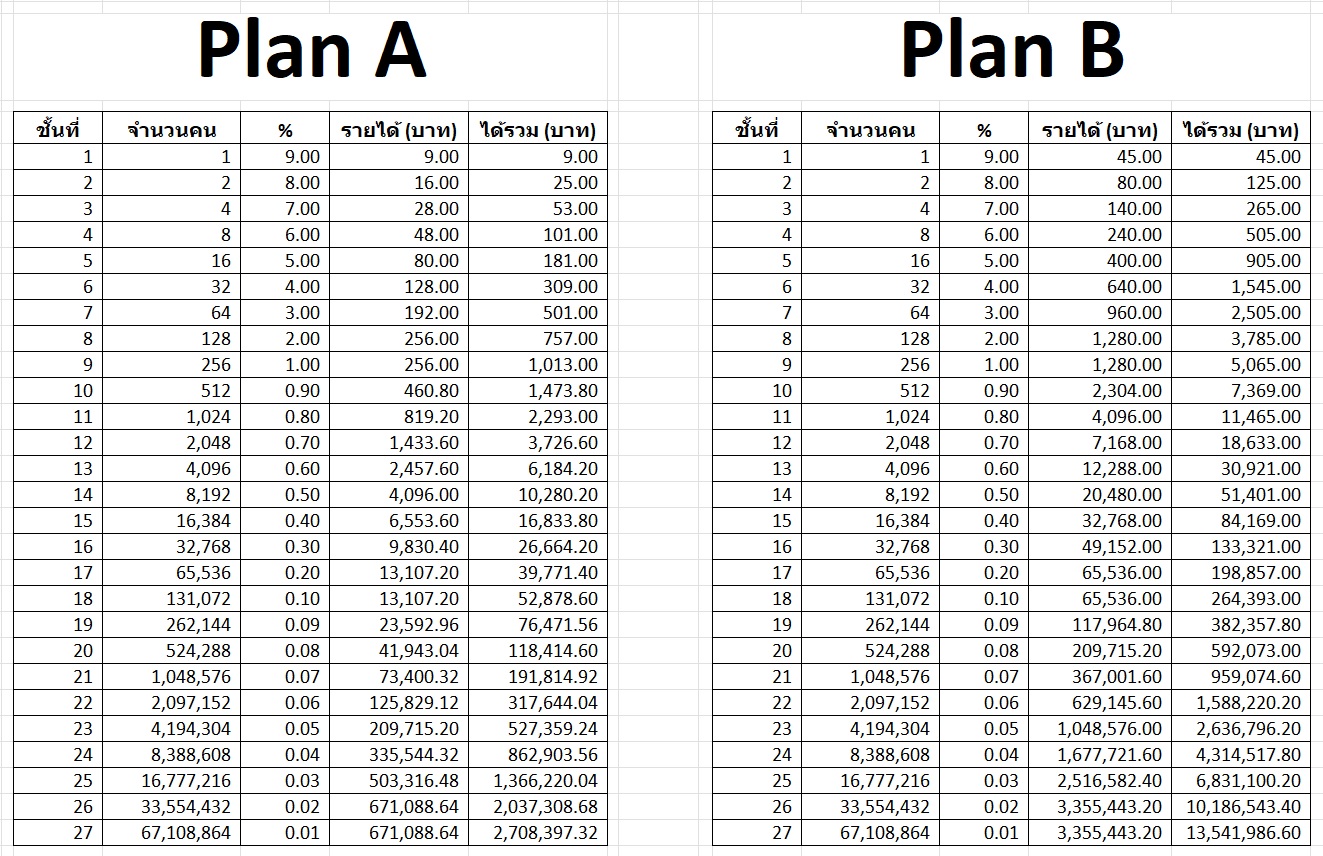 Plan A Plan B
ชั้นที่ จำนวนคน % รายได้ (บาท) ได้รวม (บาท) ชั้นที่ จำนวนคน % รายได้ (บาท) ได้รวม (บาท)
1 1 9.00 9.00 9.00 1 1 9.00 45.00 45.00
2 2 8.00 16.00 25.00 2 2 8.00 80.00 125.00
3 4 7.00 28.00 53.00 3 4 7.00 140.00 265.00
4 8 6.00 48.00 101.00 4 8 6.00 240.00 505.00
5 16 5.00 80.00 181.00 5 16 5.00 400.00 905.00
6 32 4.00 128.00 309.00 6 32 4.00 640.00 1,545.00
7 64 3.00 192.00 501.00 7 64 3.00 960.00 2,505.00
8 128 2.00 256.00 757.00 8 128 2.00 1,280.00 3,785.00
9 256 1.00 256.00 1,013.00 9 256 1.00 1,280.00 5,065.00
10 512 0.90 460.80 1,473.80 10 512 0.90 2,304.00 7,369.00
11 1,024 0.80 819.20 2,293.00 11 1,024 0.80 4,096.00 11,465.00
12 2,048 0.70 1,433.60 3,726.60 12 2,048 0.70 7,168.00 18,633.00
13 4,096 0.60 2,457.60 6,184.20 13 4,096 0.60 12,288.00 30,921.00
14 8,192 0.50 4,096.00 10,280.20 14 8,192 0.50 20,480.00 51,401.00
15 16,384 0.40 6,553.60 16,833.80 15 16,384 0.40 32,768.00 84,169.00
16 32,768 0.30 9,830.40 26,664.20 16 32,768 0.30 49,152.00 133,321.00
17 65,536 0.20 13,107.20 39,771.40 17 65,536 0.20 65,536.00 198,857.00
18 131,072 0.10 13,107.20 52,878.60 18 131,072 0.10 65,536.00 264,393.00
19 262,144 0.09 23,592.96 76,471.56 19 262,144 0.09 117,964.80 382,357.80
20 524,288 0.08 41,943.04 118,414.60 20 524,288 0.08 209,715.20 592,073.00
21 1,048,576 0.07 73,400.32 191,814.92 21 1,048,576 0.07 367,001.60 959,074.60
22 2,097,152 0.06 125,829.12 317,644.04 22 2,097,152 0.06 629,145.60 1,588,220.20
23 4,194,304 0.05 209,715.20 527,359.24 23 4,194,304 0.05 1,048,576.00 2,636,796.20
24 8,388,608 0.04 335,544.32 862,903.56 24 8,388,608 0.04 1,677,721.60 4,314,517.80
25 16,777,216 0.03 503,316.48 1,366,220.04 25 16,777,216 0.03 2,516,582.40 6,831,100.20
26 33,554,432 0.02 671,088.64 2,037,308.68 26 33,554,432 0.02 3,355,443.20 10,186,543.40
27 67,108,864 0.01 671,088.64 2,708,397.32 27 67,108,864 0.01 3,355,443.20 13,541,986.60